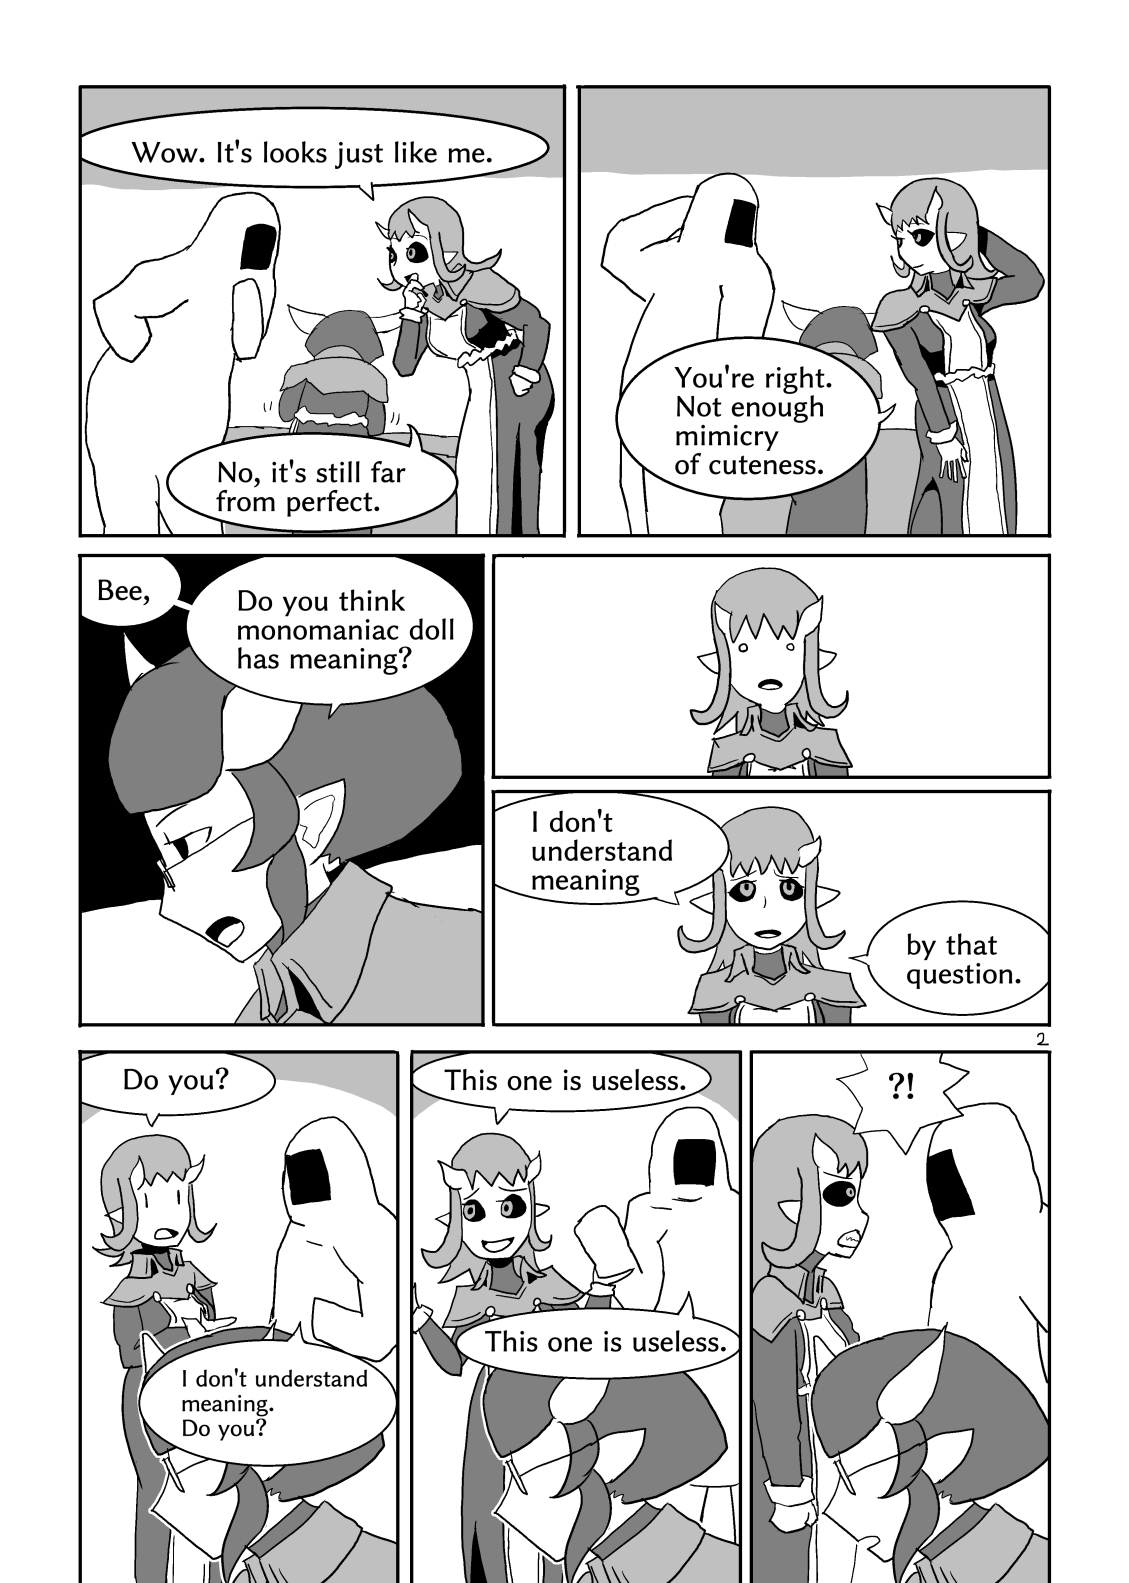 Wow. It's looks just like me.
No, it's still far
from perfect.
You're right.
Not enough
mimicry
of cuteness.
Bee,
Do you think
monomaniac doll
has meaning?
I don't
understand
meaning
by that
question.
2
Do you?
I don't understand
meaning.
Do you?
This one is useless.
This one is useless.
?!